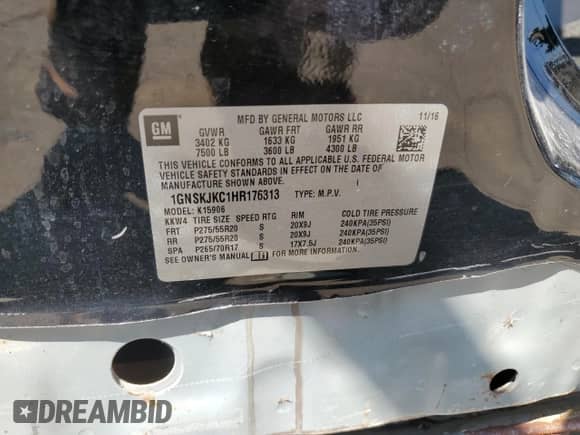 GM
MFD BY GENERAL MOTORS LLC 11/16
GVWR GAWR FRT GAWR RR
3402 KG 1633 KG 1951 KG
7500 LB 3600 LB 4300 LB
THIS VEHICLE CONFORMS TO ALL APPLICABLE U.S. FEDERAL MOTOR
VEHICLE SAFETY STANDARDS IN EFFECT ON THE DATE OF
MANUFACTURE SHOWN ABOVE.
1GNSKJKC1HR176313 TYPE: M.P.V.
MODEL: K15906
KKW4 TIRE SIZE SPEED RTG RIM COLD TIRE PRESSURE
FRT P275/55R20 S 20X9J 240KPA(35PSI)
RR P275/55R20 S 20X9J 240KPA(35PSI)
SPA P265/70R17 S 17X7.5J 240KPA(35PSI)
SEE OWNER'S MANUAL FOR MORE INFORMATION.
DREAMBID